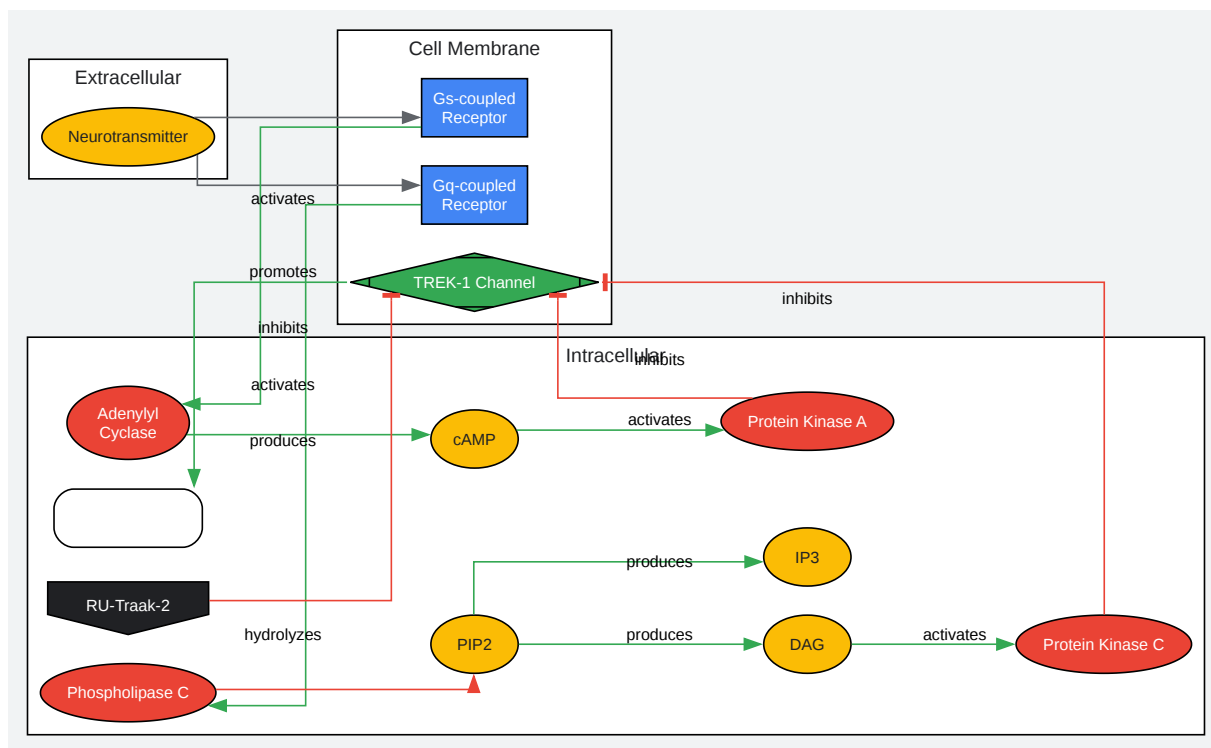 Cell Membrane
Extracellular
Gs-coupled
Receptor
Neurotransmitter
Gq-coupled
Receptor
activates
promotes
TREK-1 Channel
inhibits
inhibits
Intracellular
inhibits
activates
Adenylyl
Cyclase
produces
cAMP
activates
Protein Kinase A
produces
IP3
RU-Traak-2
hydrolyzes
PIP2
produces
DAG
activates
Protein Kinase C
Phospholipase C